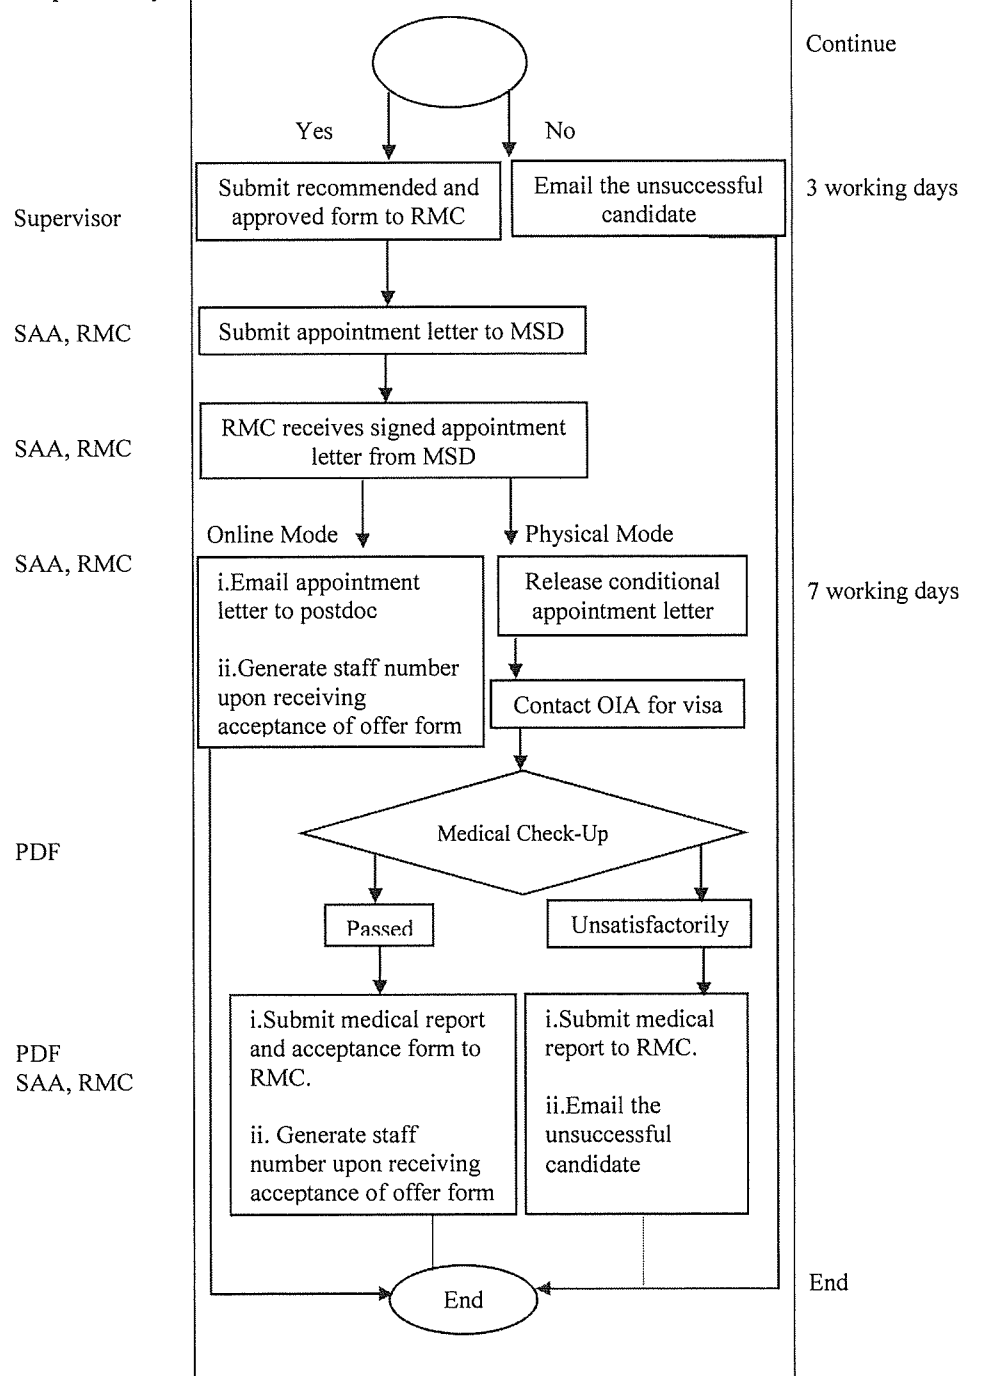 Continue
Yes
No
Submit recommended and
approved form to RMC
Email the unsuccessful
candidate
3 working days
Supervisor
SAA, RMC
Submit appointment letter to MSD
SAA, RMC
RMC receives signed appointment
letter from MSD
Online Mode
Physical Mode
SAA, RMC
i.Email appointment
letter to postdoc
ii.Generate staff number
upon receiving
acceptance of offer form
Release conditional
appointment letter
7 working days
Contact OIA for visa
Medical Check-Up
PDF
Passed
Unsatisfactorily
PDF
SAA, RMC
i.Submit medical report
and acceptance form to
RMC.
ii. Generate staff
number upon receiving
acceptance of offer form
i.Submit medical
report to RMC.
ii.Email the
unsuccessful
candidate
End
End